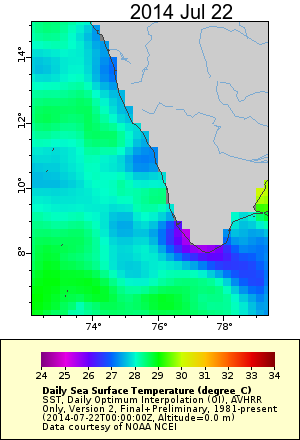 2014 Jul 22
14°
12°
10°
8°
74° 76° 78°
24 25 26 27 28 29 30 31 32 33 34
Daily Sea Surface Temperature (degree_C)
SST, Daily Optimum Interpolation (OI), AVHRR
Only, Version 2, Final+Preliminary, 1981-present
(2014-07-22T00:00:00Z, Altitude=0.0 m)
Data courtesy of NOAA NCEI